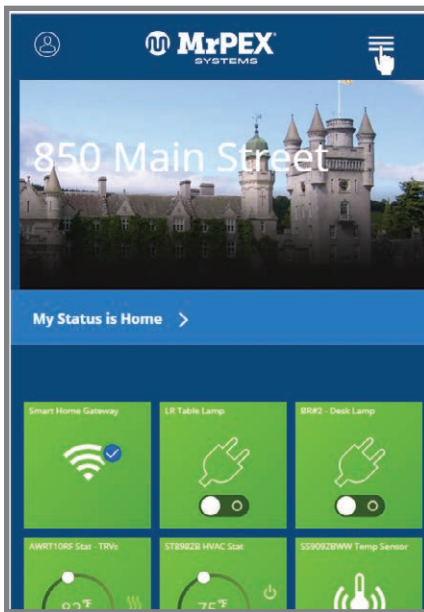 MrPEX
SYSTEMS
850 Main Street
My Status is Home
Smart Home Gateway
LR Table Lamp
BR#2 - Desk Lamp
AWRT10RF Stat - TRVs
ST898ZB HVAC Stat
SS909ZBWW Temp Sensor
75°F